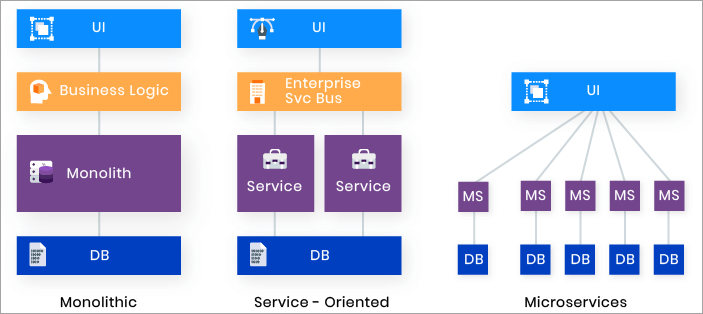 UI
Business Logic
Monolith
DB
Monolithic
UI
Enterprise
Svc Bus
Service
Service
DB
Service - Oriented
UI
MS
MS
MS
MS
MS
DB
DB
DB
DB
DB
Microservices